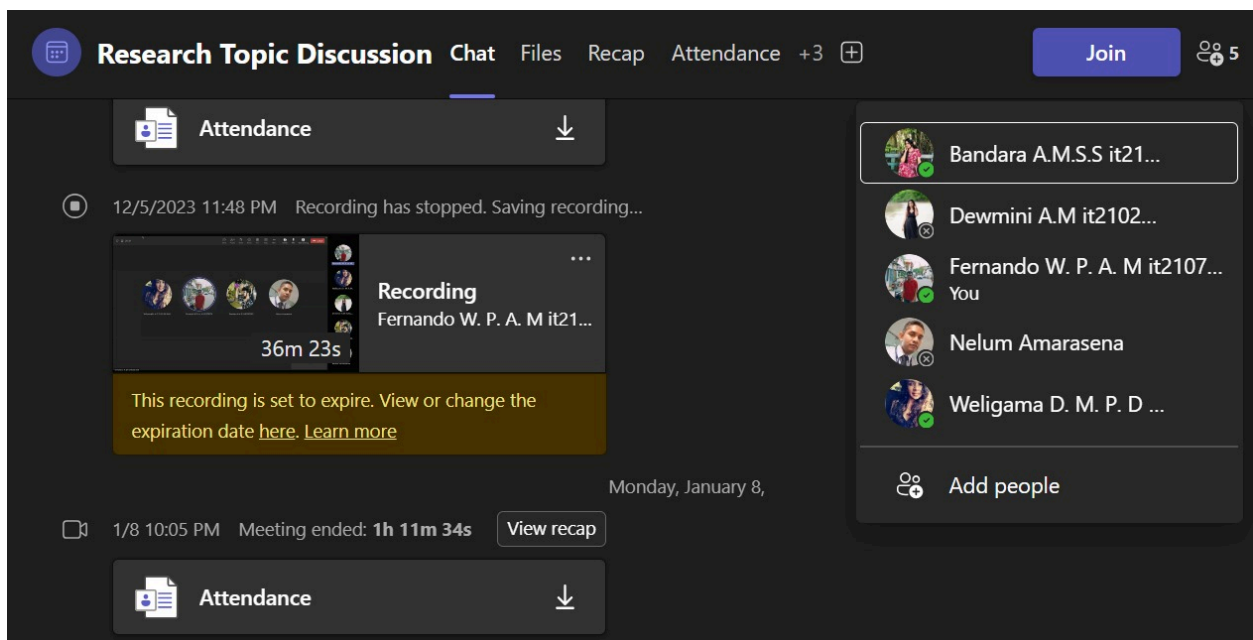 Research Topic Discussion Chat Files Recap Attendance +3 Join 5
Attendance
12/5/2023 11:48 PM Recording has stopped. Saving recording...
36m 23s
...
Recording
Fernando W. P. A. M it21...
This recording is set to expire. View or change the
expiration date here. Learn more
Monday, January 8,
1/8 10:05 PM Meeting ended: 1h 11m 34s View recap
Attendance
Bandara A.M.S.S it21...
Dewmini A.M it2102...
Fernando W. P. A. M it2107...
You
Nelum Amarasena
Weligama D. M. P. D ...
Add people